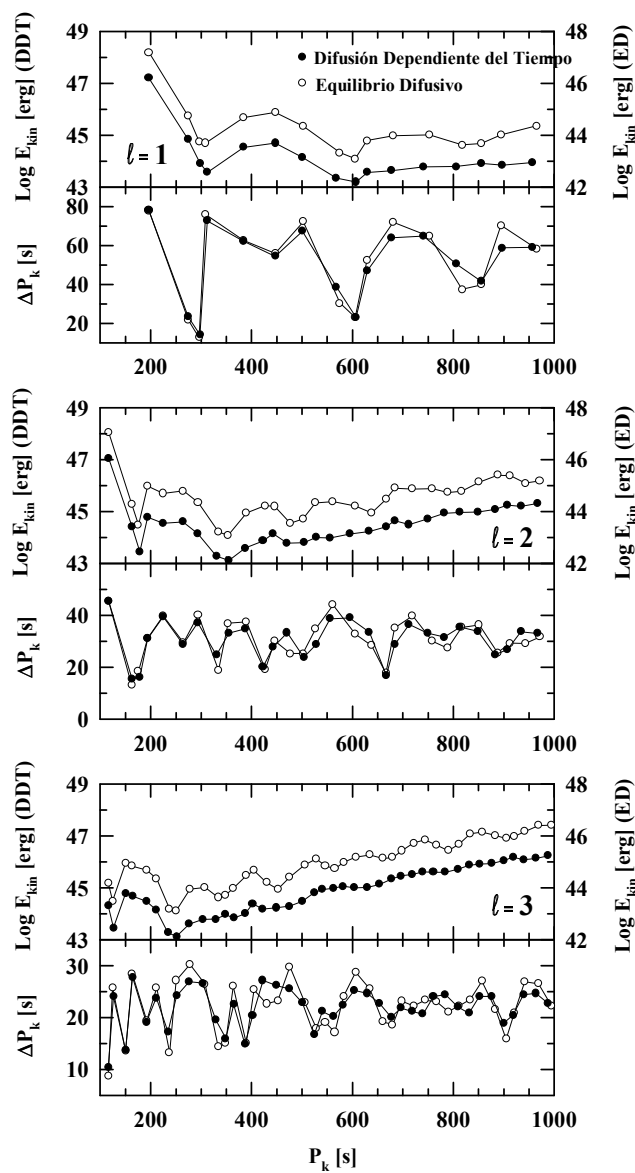 Log E_kin [erg] (DDT)
49
47
45
43
48
46
44
42
Log E_kin [erg] (ED)
● Difusión Dependiente del Tiempo
○ Equilibrio Difusivo
ℓ = 1
ΔP_k [s]
80
60
40
20
200 400 600 800 1000
Log E_kin [erg] (DDT)
49
47
45
43
48
46
44
42
Log E_kin [erg] (ED)
ℓ = 2
ΔP_k [s]
40
20
0
200 400 600 800 1000
Log E_kin [erg] (DDT)
49
47
45
43
48
46
44
42
Log E_kin [erg] (ED)
ℓ = 3
ΔP_k [s]
30
20
10
200 400 600 800 1000
P_k [s]